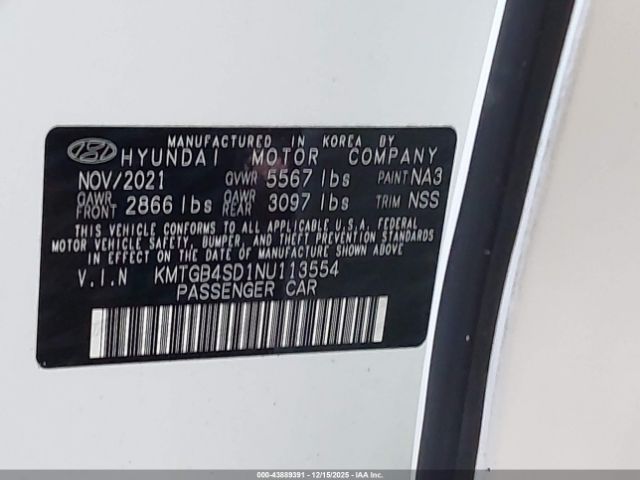 MANUFACTURED IN KOREA BY
HYUNDAI MOTOR COMPANY
NOV/2021 GVWR 5567 lbs PAINT NA3
GAWR FRONT 2866 lbs GAWR REAR 3097 lbs TRIM NSS
THIS VEHICLE CONFORMS TO ALL APPLICABLE U.S.A. FEDERAL
MOTOR VEHICLE SAFETY, BUMPER, AND THEFT PREVENTION STANDARDS
IN EFFECT ON THE DATE OF MANUFACTURE SHOWN ABOVE
V.I.N KMTGB4SD1NU113554
PASSENGER CAR
000-43889391 - 12/15/2025 - IAAI, Inc.